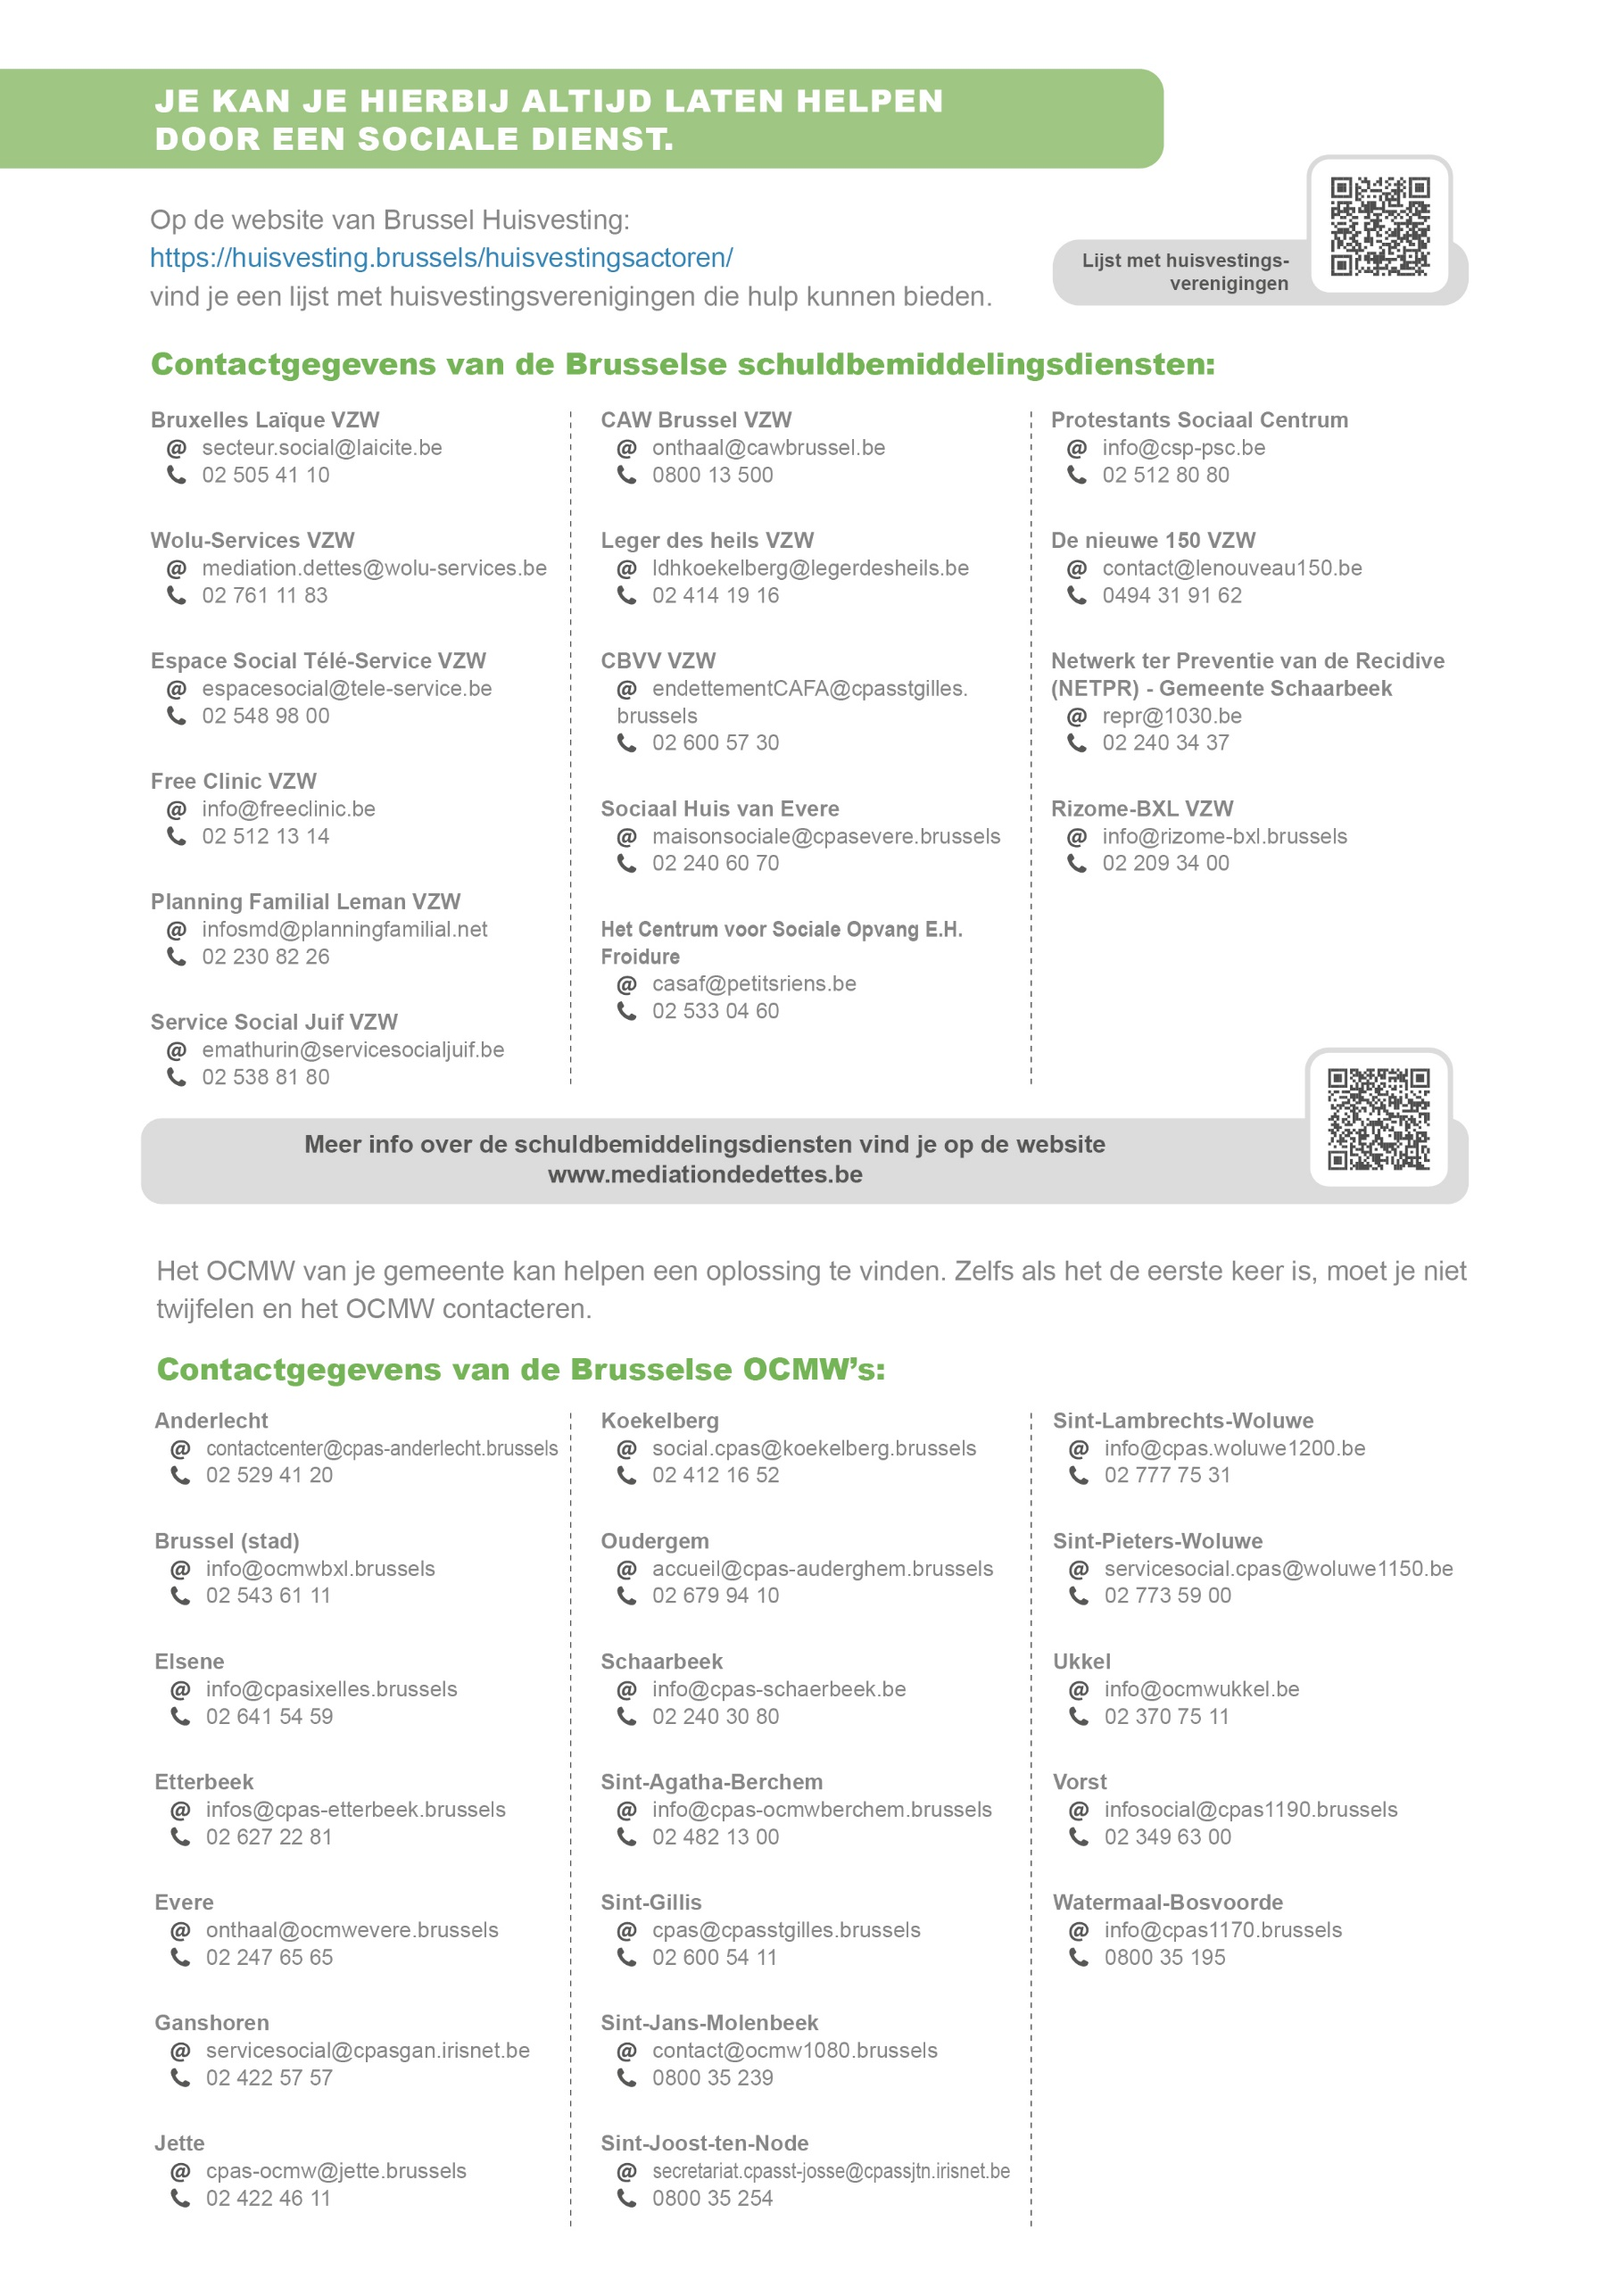 JE KAN JE HIERBIJ ALTIJD LATEN HELPEN
DOOR EEN SOCIALE DIENST.
Op de website van Brussel Huisvesting:
https://huisvesting.brussels/huisvestingsactoren/
vind je een lijst met huisvestingsverenigingen die hulp kunnen bieden.
Lijst met huisvestings-
verenigingen
Contactgegevens van de Brusselse schuldbemiddelingsdiensten:
Bruxelles Laïque VZW
@ secteur.social@laicite.be
02 505 41 10
Wolu-Services VZW
@ mediation.dettes@wolu-services.be
02 761 11 83
Espace Social Télé-Service VZW
@ espacesocial@tele-service.be
02 548 98 00
Free Clinic VZW
@ info@freeclinic.be
02 512 13 14
Planning Familial Leman VZW
@ infosmd@planningfamilial.net
02 230 82 26
Service Social Juif VZW
@ emathurin@servicesocialjuif.be
02 538 81 80
CAW Brussel VZW
@ onthaal@cawbrussel.be
0800 13 500
Leger des heils VZW
@ ldhkoekelberg@legerdesheils.be
02 414 19 16
CBVV VZW
@ endettementCAFA@cpasstgilles.
brussels
02 600 57 30
Sociaal Huis van Evere
@ maisonsociale@cpasevere.brussels
02 240 60 70
Het Centrum voor Sociale Opvang E.H.
Froidure
@ casaf@petitsriens.be
02 533 04 60
Protestants Sociaal Centrum
@ info@csp-psc.be
02 512 80 80
De nieuwe 150 VZW
@ contact@lenouveau150.be
0494 31 91 62
Netwerk ter Preventie van de Recidive
(NETPR) - Gemeente Schaarbeek
@ repr@1030.be
02 240 34 37
Rizome-BXL VZW
@ info@rizome-bxl.brussels
02 209 34 00
Meer info over de schuldbemiddelingsdiensten vind je op de website
www.mediationdedettes.be
Het OCMW van je gemeente kan helpen een oplossing te vinden. Zelfs als het de eerste keer is, moet je niet
twijfelen en het OCMW contacteren.
Contactgegevens van de Brusselse OCMW's:
Anderlecht
@ contactcenter@cpas-anderlecht.brussels
02 529 41 20
Brussel (stad)
@ info@ocmwbxl.brussels
02 543 61 11
Elsene
@ info@cpasixelles.brussels
02 641 54 59
Etterbeek
@ infos@cpas-etterbeek.brussels
02 627 22 81
Evere
@ onthaal@ocmwevere.brussels
02 247 65 65
Ganshoren
@ servicesocial@cpasgan.irisnet.be
02 422 57 57
Jette
@ cpas-ocmw@jette.brussels
02 422 46 11
Koekelberg
@ social.cpas@koekelberg.brussels
02 412 16 52
Oudergem
@ accueil@cpas-auderghem.brussels
02 679 94 10
Schaarbeek
@ info@cpas-schaerbeek.be
02 240 30 80
Sint-Agatha-Berchem
@ info@cpas-ocmwberchem.brussels
02 482 13 00
Sint-Gillis
@ cpas@cpasstgilles.brussels
02 600 54 11
Sint-Jans-Molenbeek
@ contact@ocmw1080.brussels
0800 35 239
Sint-Joost-ten-Node
@ secretariat.cpasst-josse@cpassjtn.irisnet.be
0800 35 254
Sint-Lambrechts-Woluwe
@ info@cpas.woluwe1200.be
02 777 75 31
Sint-Pieters-Woluwe
@ servicesocial.cpas@woluwe1150.be
02 773 59 00
Ukkel
@ info@ocmwukkel.be
02 370 75 11
Vorst
@ infosocial@cpas1190.brussels
02 349 63 00
Watermaal-Bosvoorde
@ info@cpas1170.brussels
0800 35 195